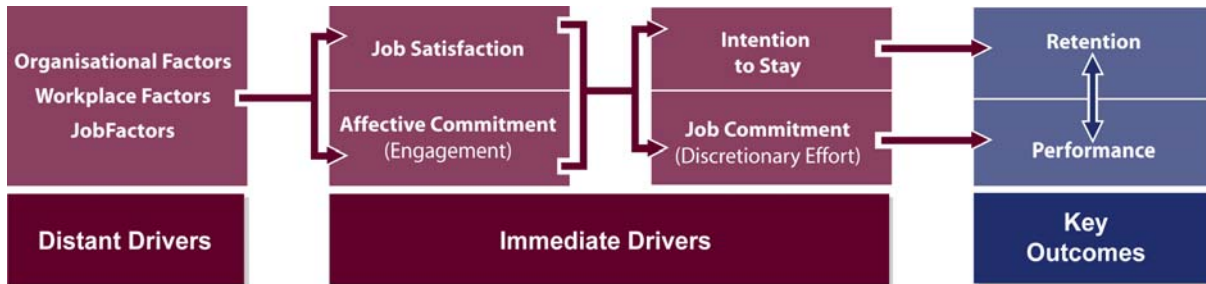 Organisational Factors
Workplace Factors
JobFactors
Job Satisfaction
Affective Commitment
(Engagement)
Intention
to Stay
Job Commitment
(Discretionary Effort)
Retention
Performance
Distant Drivers
Immediate Drivers
Key
Outcomes